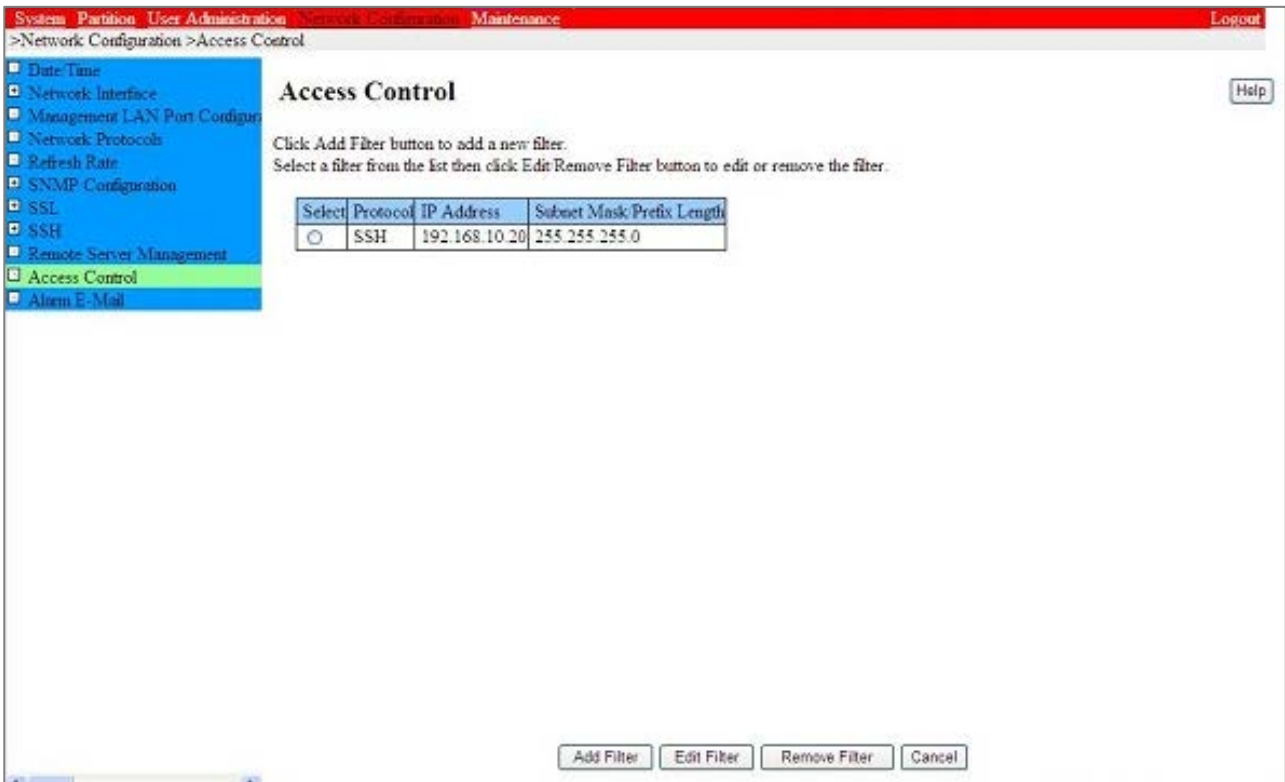 System Partition User Administration Network Configuration Maintenance Logout
>Network Configuration >Access Control
Date/Time
Network Interface
Management LAN Port Configur
Network Protocols
Refresh Rate
SNMP Configuration
SSL
SSH
Remote Server Management
Access Control
Alarm E-Mail
Access Control
Help
Click Add Filter button to add a new filter.
Select a filter from the list then click Edit/Remove Filter button to edit or remove the filter.
Select Protocol IP Address Subnet Mask/Prefix Length
SSH 192.168.10.20 255.255.255.0
Add Filter Edit Filter Remove Filter Cancel